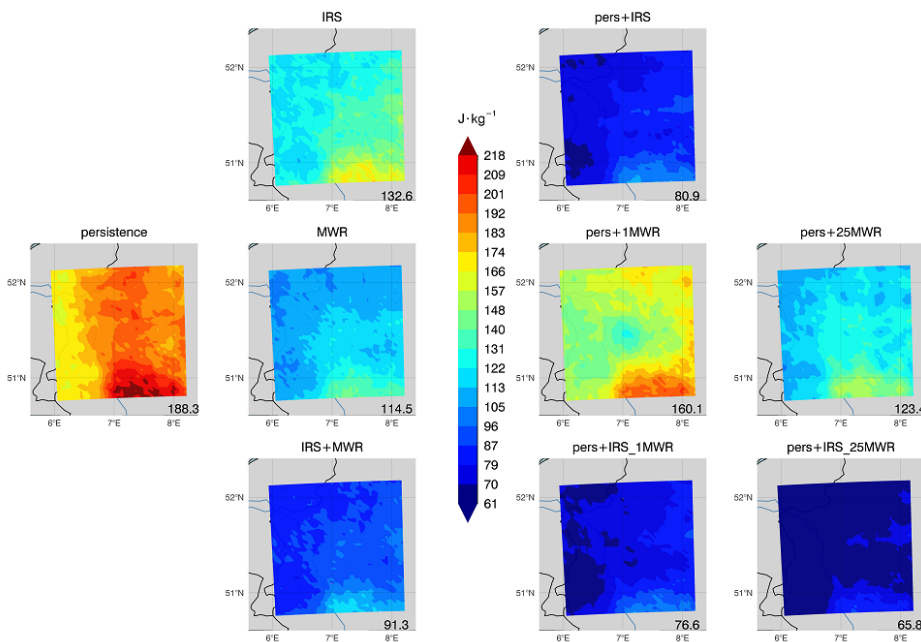 IRS
52°N
51°N
132.6
6°E 7°E 8°E
pers+IRS
52°N
51°N
80.9
6°E 7°E 8°E
J·kg⁻¹
218
209
201
192
183
174
166
157
148
140
131
122
113
105
96
87
79
70
61
persistence
52°N
51°N
188.3
6°E 7°E 8°E
MWR
52°N
51°N
114.5
6°E 7°E 8°E
pers+1MWR
52°N
51°N
160.1
6°E 7°E 8°E
pers+25MWR
52°N
51°N
123.4
6°E 7°E 8°E
IRS+MWR
52°N
51°N
91.3
6°E 7°E 8°E
pers+IRS_1MWR
52°N
51°N
76.6
6°E 7°E 8°E
pers+IRS_25MWR
52°N
51°N
65.8
6°E 7°E 8°E